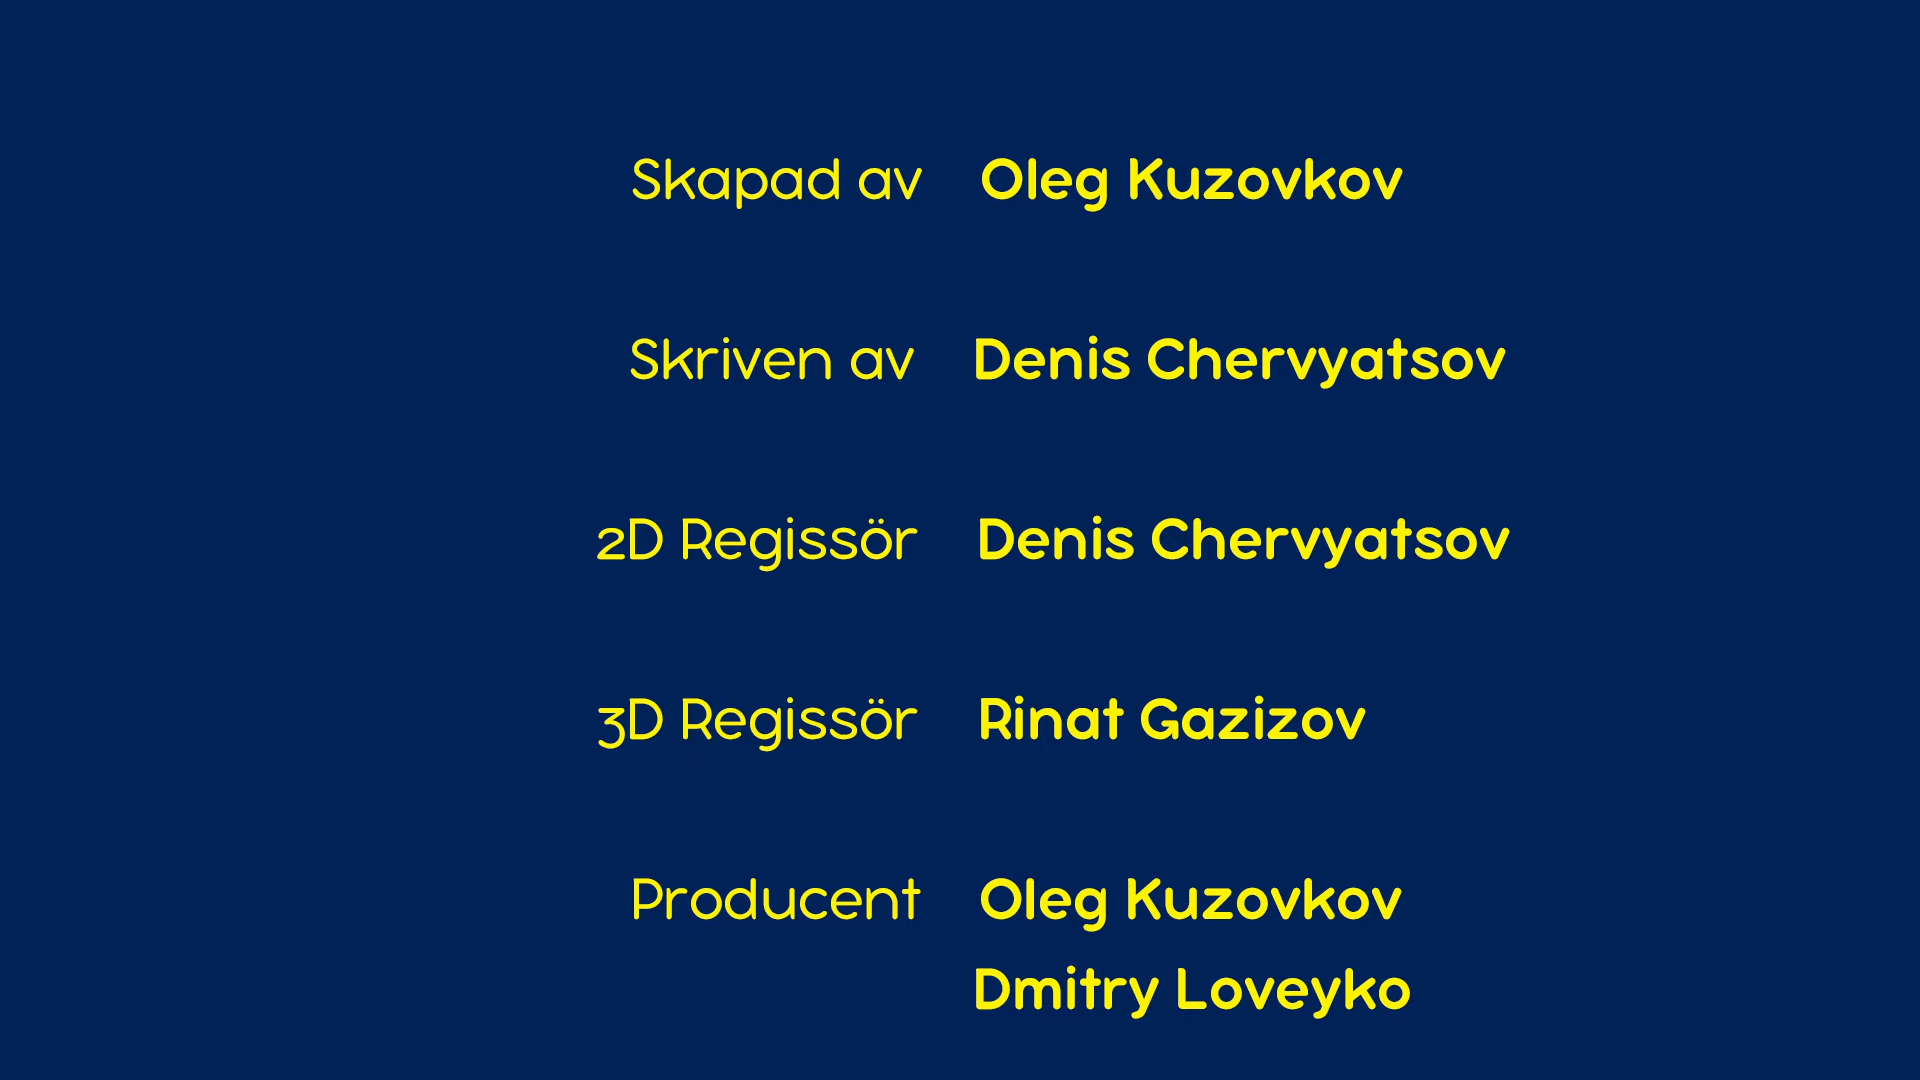 Skapad av Oleg Kuzovkov
Skriven av Denis Chervyatsov
2D Regissör Denis Chervyatsov
3D Regissör Rinat Gazizov
Producent Oleg Kuzovkov
Dmitry Loveyko